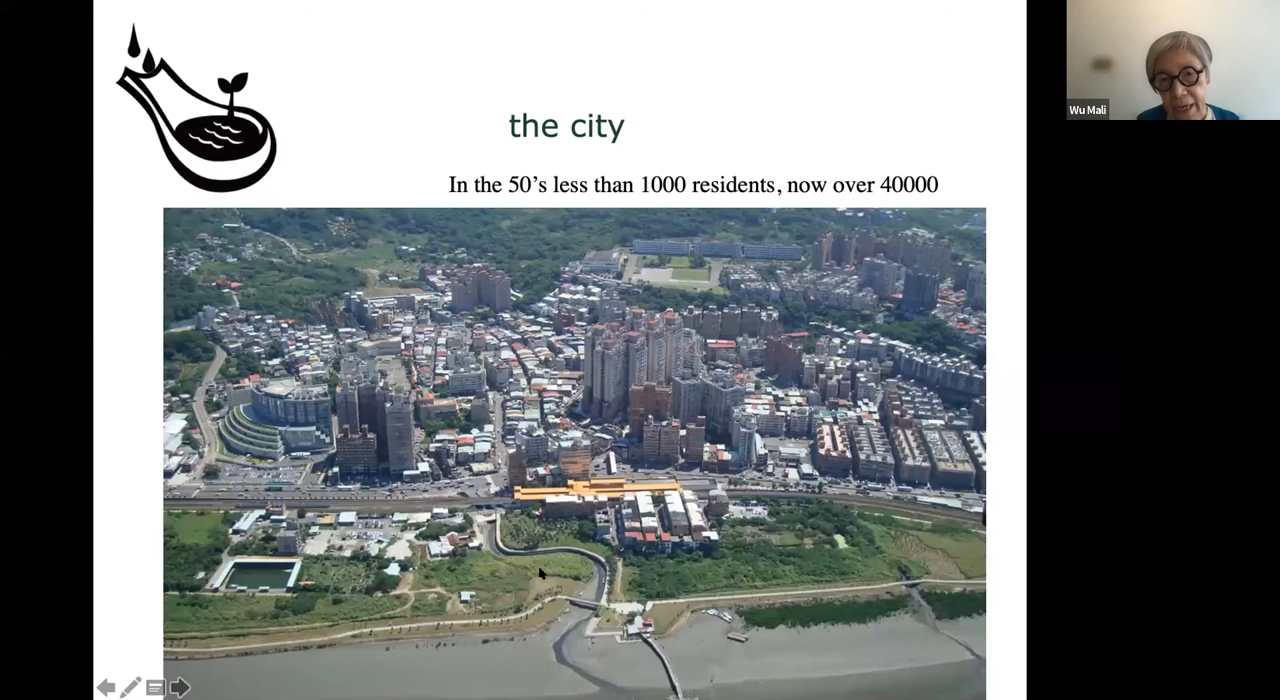 the city
In the 50's less than 1000 residents, now over 40000
Wu Mali